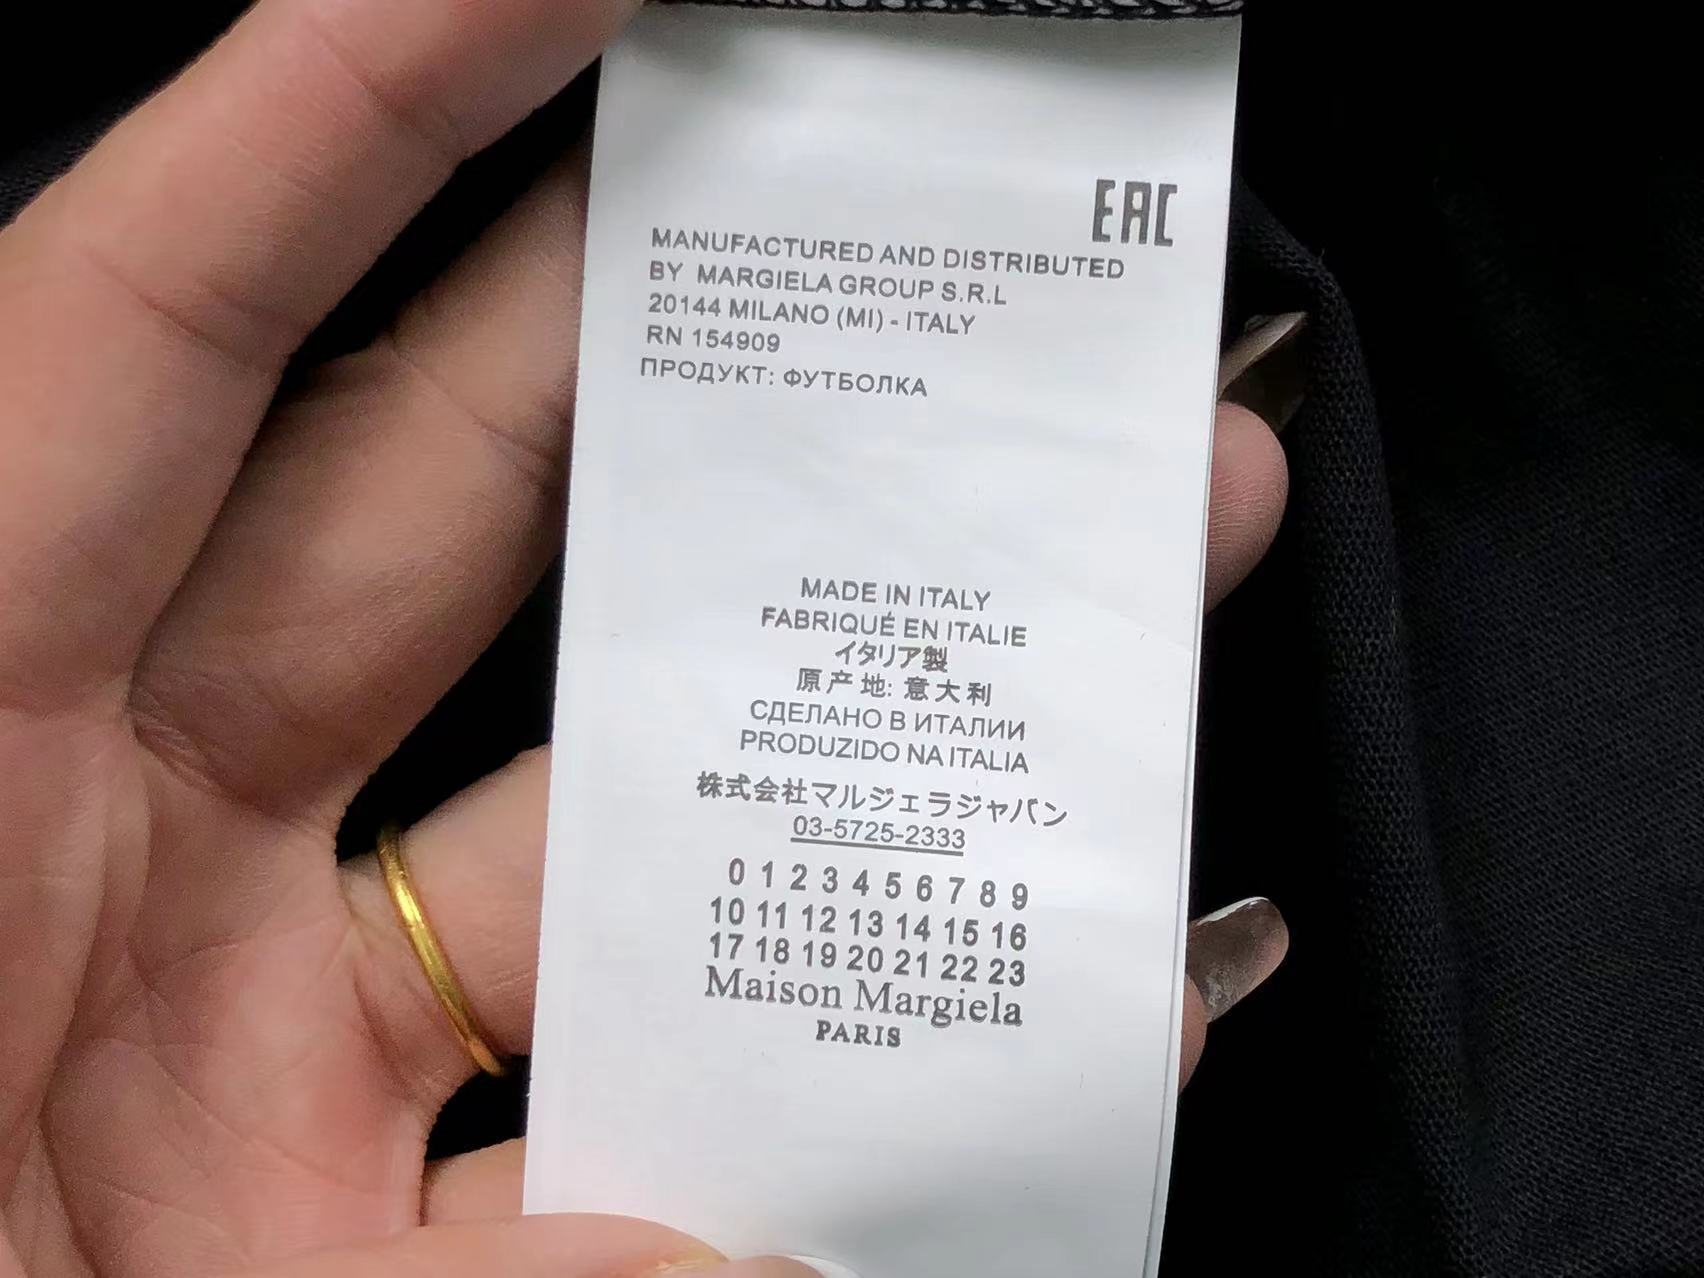 EAC
MANUFACTURED AND DISTRIBUTED
BY MARGIELA GROUP S.R.L
20144 MILANO (MI) - ITALY
RN 154909
ПРОДУКТ: ФУТБОЛКА
MADE IN ITALY
FABRIQUÉ EN ITALIE
イタリア製
原产地: 意大利
СДЕЛАНО В ИТАЛИИ
PRODUZIDO NA ITALIA
株式会社マルジェラジャパン
03-5725-2333
0 1 2 3 4 5 6 7 8 9
10 11 12 13 14 15 16
17 18 19 20 21 22 23
Maison Margiela
PARIS